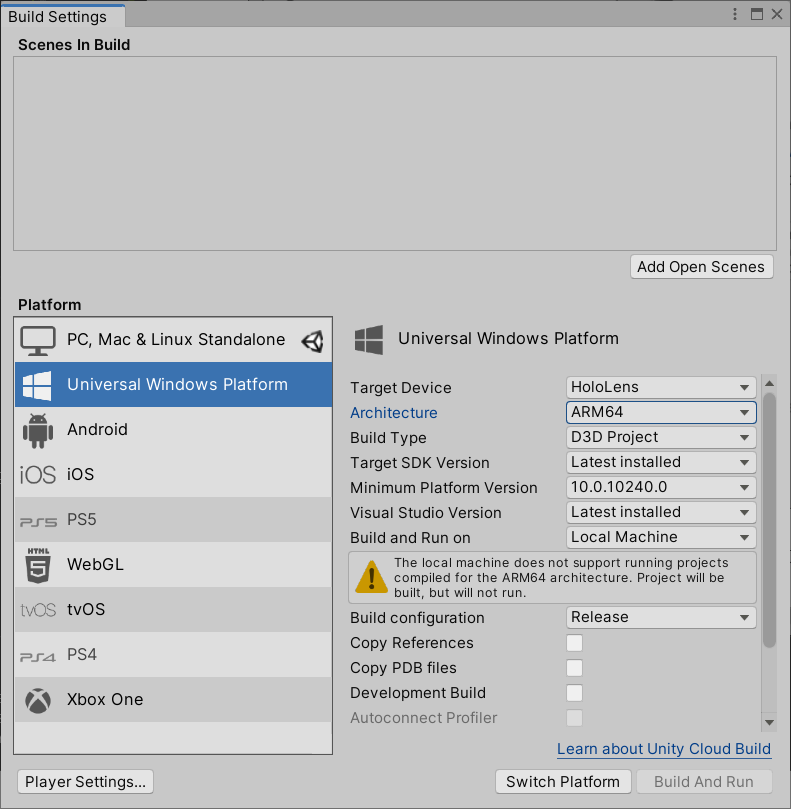 Build Settings
Scenes In Build
Add Open Scenes
Platform
PC, Mac & Linux Standalone
Universal Windows Platform
Android
iOS iOS
PS5 PS5
HTML
5 WebGL
tvOS tvOS
PS4 PS4
Xbox One
Universal Windows Platform
Target Device HoloLens
Architecture ARM64
Build Type D3D Project
Target SDK Version Latest installed
Minimum Platform Version 10.0.10240.0
Visual Studio Version Latest installed
Build and Run on Local Machine
The local machine does not support running projects
compiled for the ARM64 architecture. Project will be
built, but will not run.
Build configuration Release
Copy References
Copy PDB files
Development Build
Autoconnect Profiler
Learn about Unity Cloud Build
Player Settings... Switch Platform Build And Run